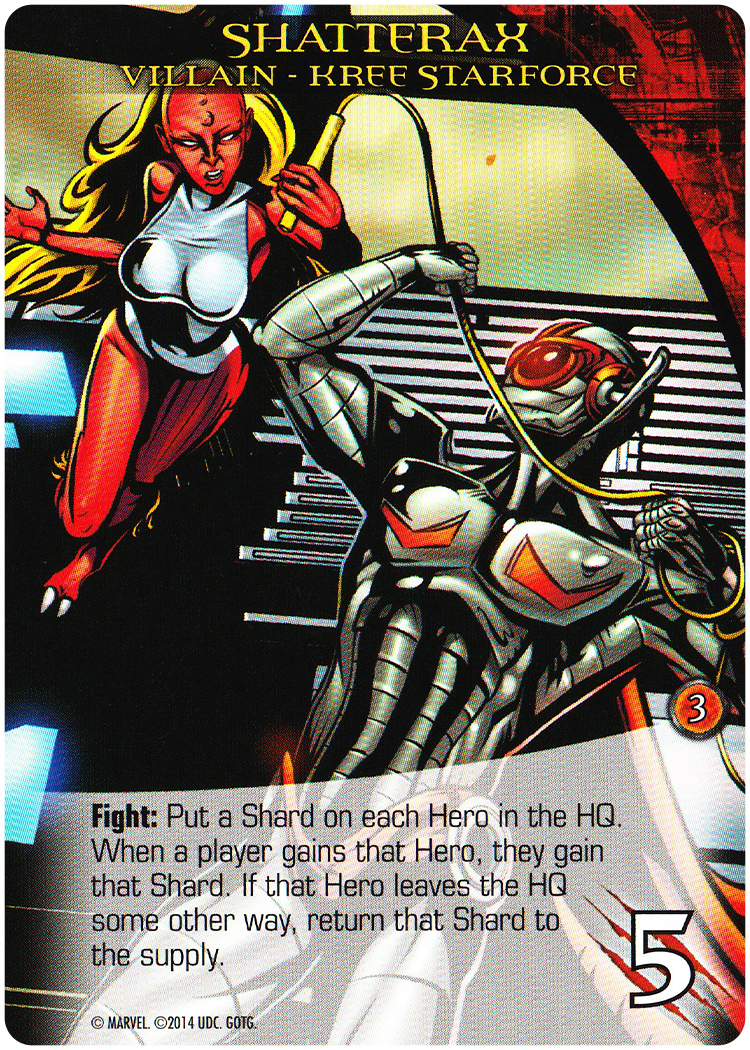 SHATTERAX
VILLAIN - KREE STARFORCE
3
Fight: Put a Shard on each Hero in the HQ.
When a player gains that Hero, they gain
that Shard. If that Hero leaves the HQ
some other way, return that Shard to
the supply.
5
© MARVEL. ©2014 UDC. GOTG.